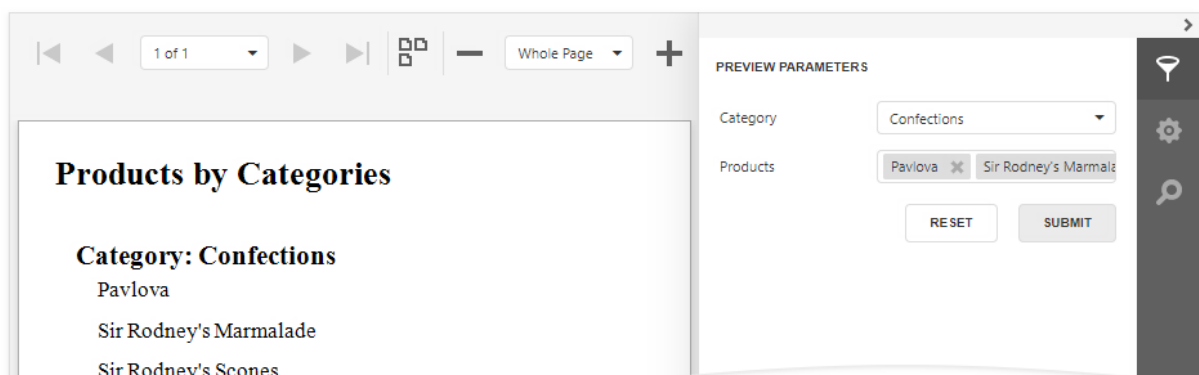 1 of 1
Whole Page
PREVIEW PARAMETERS
Category
Confections
Products
Pavlova
Sir Rodney's Marmala
RESET
SUBMIT
Products by Categories
Category: Confections
Pavlova
Sir Rodney's Marmalade
Sir Rodney's Scones